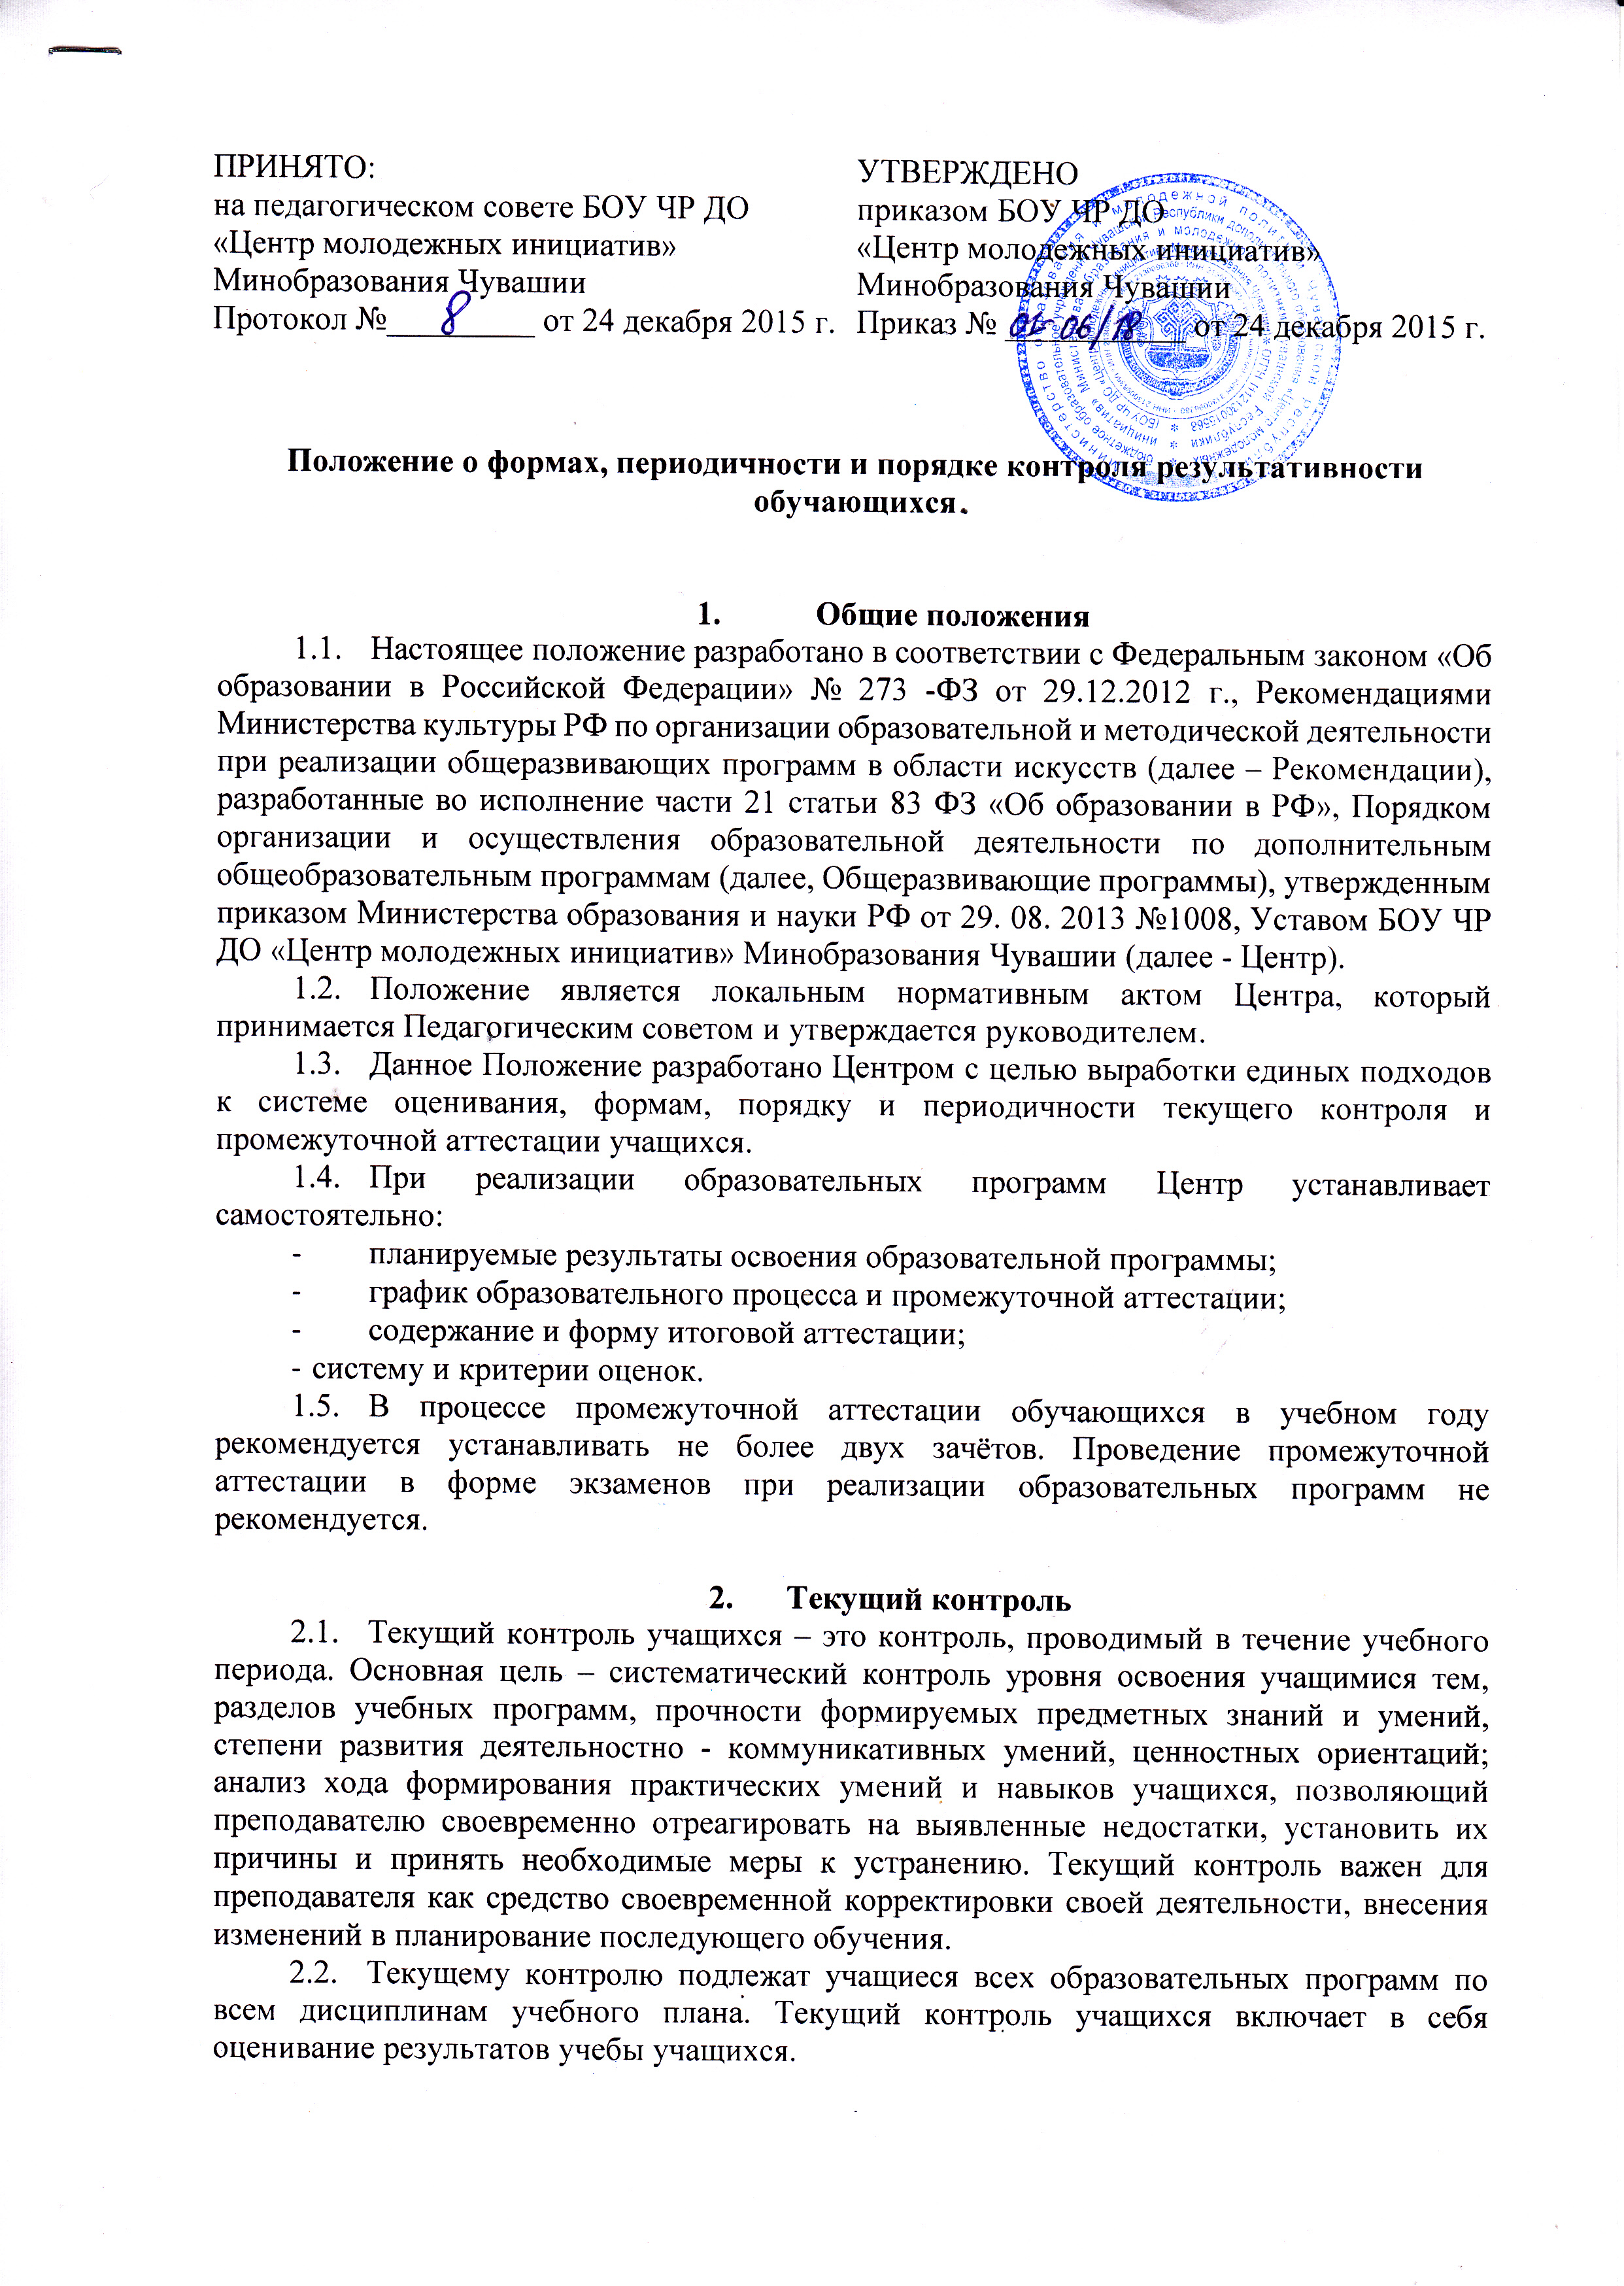 ПРИНЯТО:
на педагогическом совете БОУ ЧР ДО
«Центр молодежных инициатив»
Минобразования Чувашии
Протокол №8 от 24 декабря 2015 г.
УТВЕРЖДЕНО
приказом БОУ ЧР ДО
«Центр молодежных инициатив»
Минобразования Чувашии
Приказ № 01-06/18 от 24 декабря 2015 г.
Положение о формах, периодичности и порядке контроля результативности
обучающихся.
1. Общие положения
1.1. Настоящее положение разработано в соответствии с Федеральным законом «Об
образовании в Российской Федерации» № 273 -ФЗ от 29.12.2012 г., Рекомендациями
Министерства культуры РФ по организации образовательной и методической деятельности
при реализации общеразвивающих программ в области искусств (далее – Рекомендации),
разработанные во исполнение части 21 статьи 83 ФЗ «Об образовании в РФ», Порядком
организации и осуществления образовательной деятельности по дополнительным
общеобразовательным программам (далее, Общеразвивающие программы), утвержденным
приказом Министерства образования и науки РФ от 29. 08. 2013 №1008, Уставом БОУ ЧР
ДО «Центр молодежных инициатив» Минобразования Чувашии (далее - Центр).
1.2. Положение является локальным нормативным актом Центра, который
принимается Педагогическим советом и утверждается руководителем.
1.3. Данное Положение разработано Центром с целью выработки единых подходов
к системе оценивания, формам, порядку и периодичности текущего контроля и
промежуточной аттестации учащихся.
1.4. При реализации образовательных программ Центр устанавливает
самостоятельно:
- планируемые результаты освоения образовательной программы;
- график образовательного процесса и промежуточной аттестации;
- содержание и форму итоговой аттестации;
- систему и критерии оценок.
1.5. В процессе промежуточной аттестации обучающихся в учебном году
рекомендуется устанавливать не более двух зачётов. Проведение промежуточной
аттестации в форме экзаменов при реализации образовательных программ не
рекомендуется.
2. Текущий контроль
2.1. Текущий контроль учащихся – это контроль, проводимый в течение учебного
периода. Основная цель – систематический контроль уровня освоения учащимися тем,
разделов учебных программ, прочности формируемых предметных знаний и умений,
степени развития деятельностно - коммуникативных умений, ценностных ориентаций;
анализ хода формирования практических умений и навыков учащихся, позволяющий
преподавателю своевременно отреагировать на выявленные недостатки, установить их
причины и принять необходимые меры к устранению. Текущий контроль важен для
преподавателя как средство своевременной корректировки своей деятельности, внесения
изменений в планирование последующего обучения.
2.2. Текущему контролю подлежат учащиеся всех образовательных программ по
всем дисциплинам учебного плана. Текущий контроль учащихся включает в себя
оценивание результатов учебы учащихся.